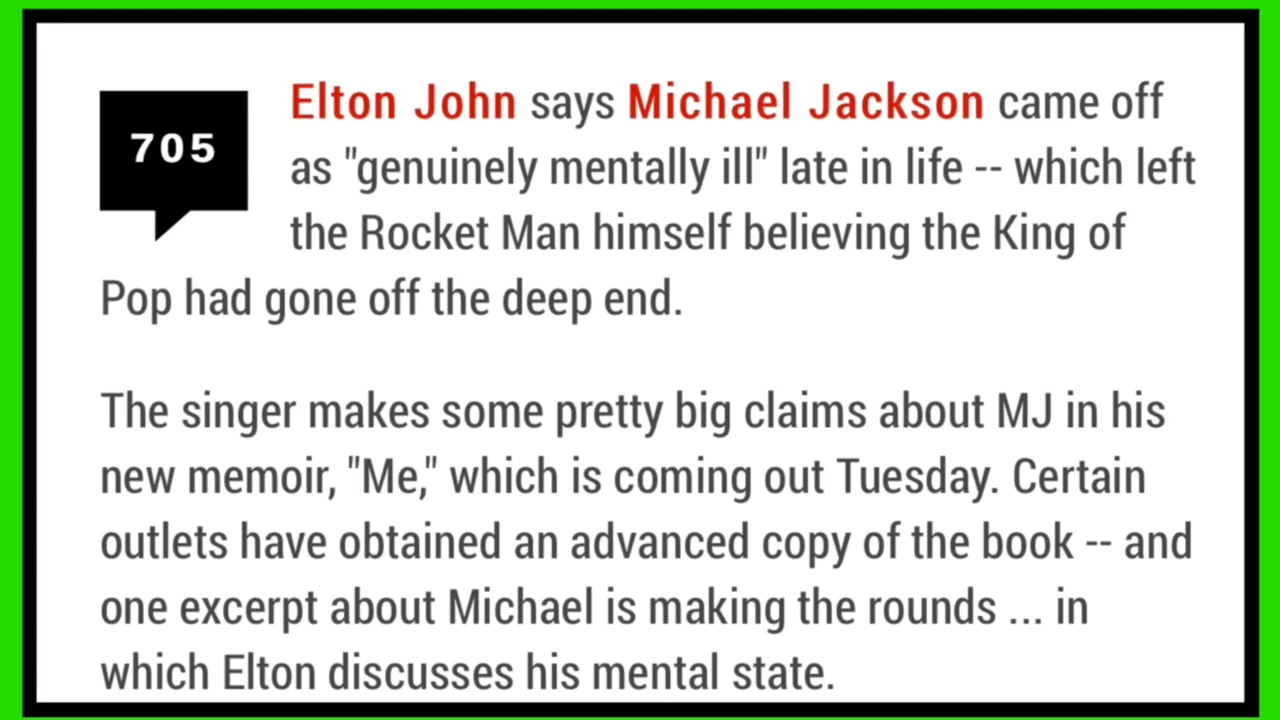 705
Elton John says Michael Jackson came off
as "genuinely mentally ill" late in life -- which left
the Rocket Man himself believing the King of
Pop had gone off the deep end.
The singer makes some pretty big claims about MJ in his
new memoir, "Me," which is coming out Tuesday. Certain
outlets have obtained an advanced copy of the book -- and
one excerpt about Michael is making the rounds ... in
which Elton discusses his mental state.